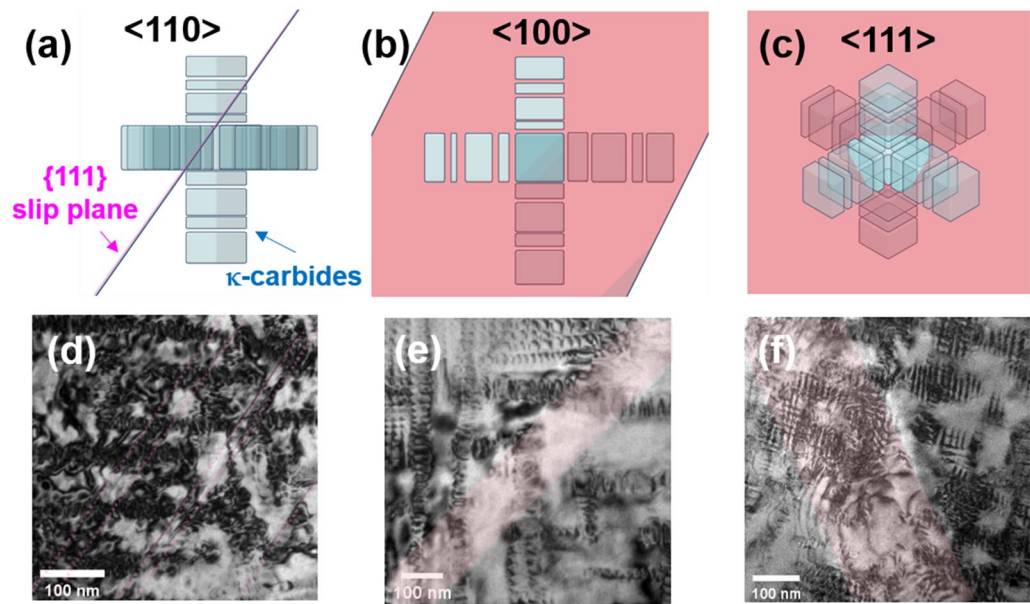 (a)
<110>
{111}
slip plane
κ-carbides
(b)
<100>
(c)
<111>
(d)
100 nm
(e)
100 nm
(f)
100 nm